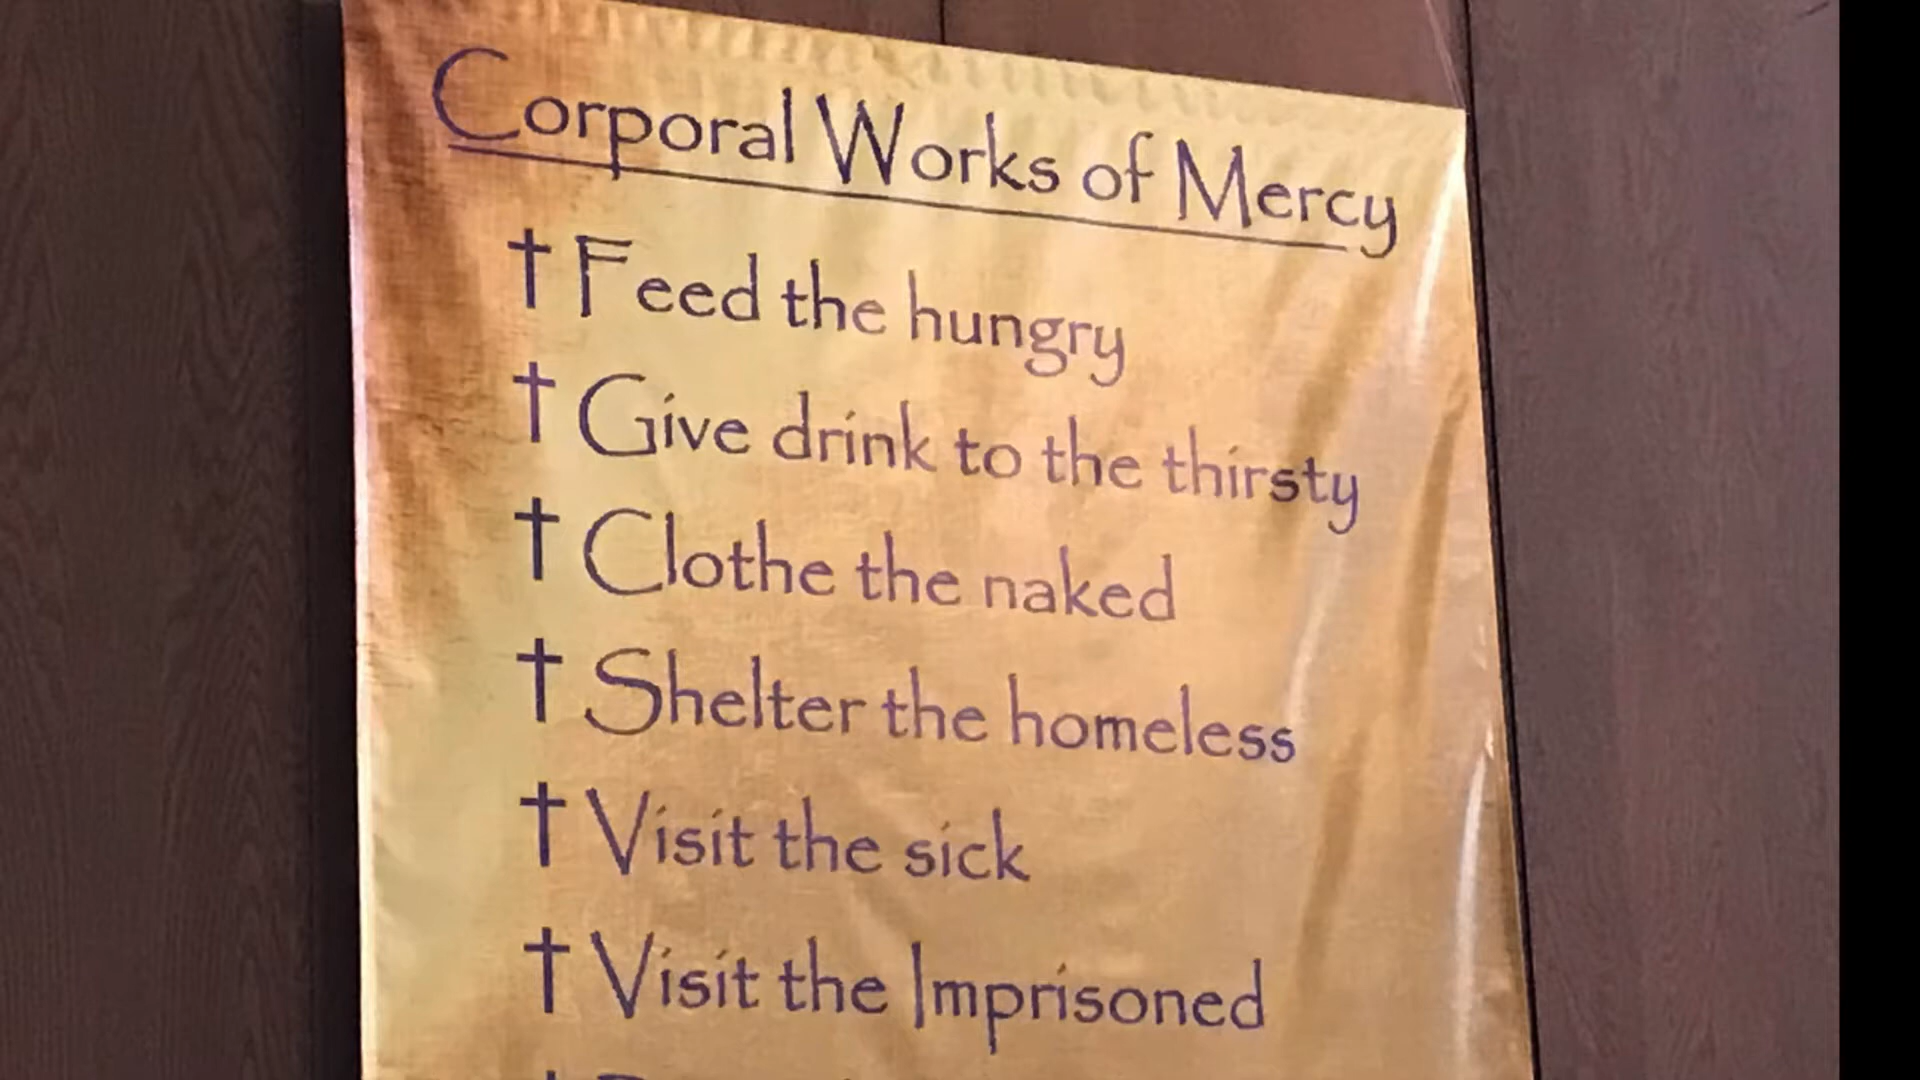 Corporal Works of Mercy
† Feed the hungry
† Give drink to the thirsty
† Clothe the naked
† Shelter the homeless
† Visit the sick
† Visit the Imprisoned